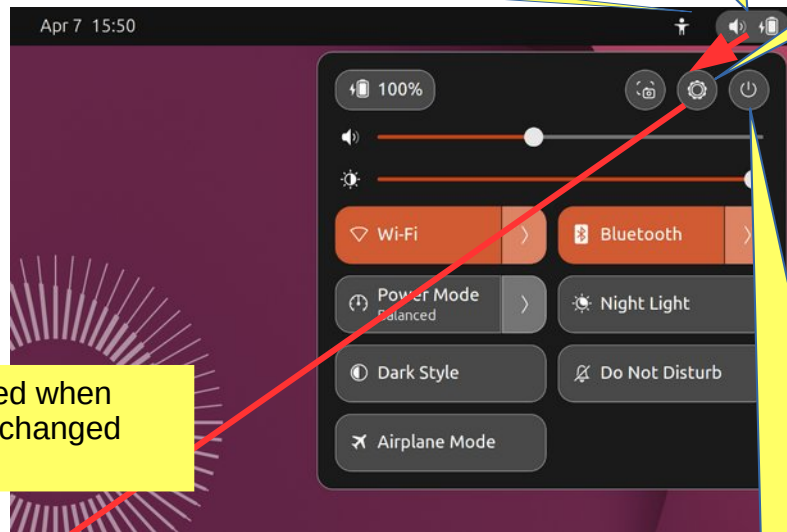 Apr 7 15:50
100%
Wi-Fi
Bluetooth
Power Mode
Balanced
Night Light
Dark Style
Do Not Disturb
ed when
changed
Airplane Mode